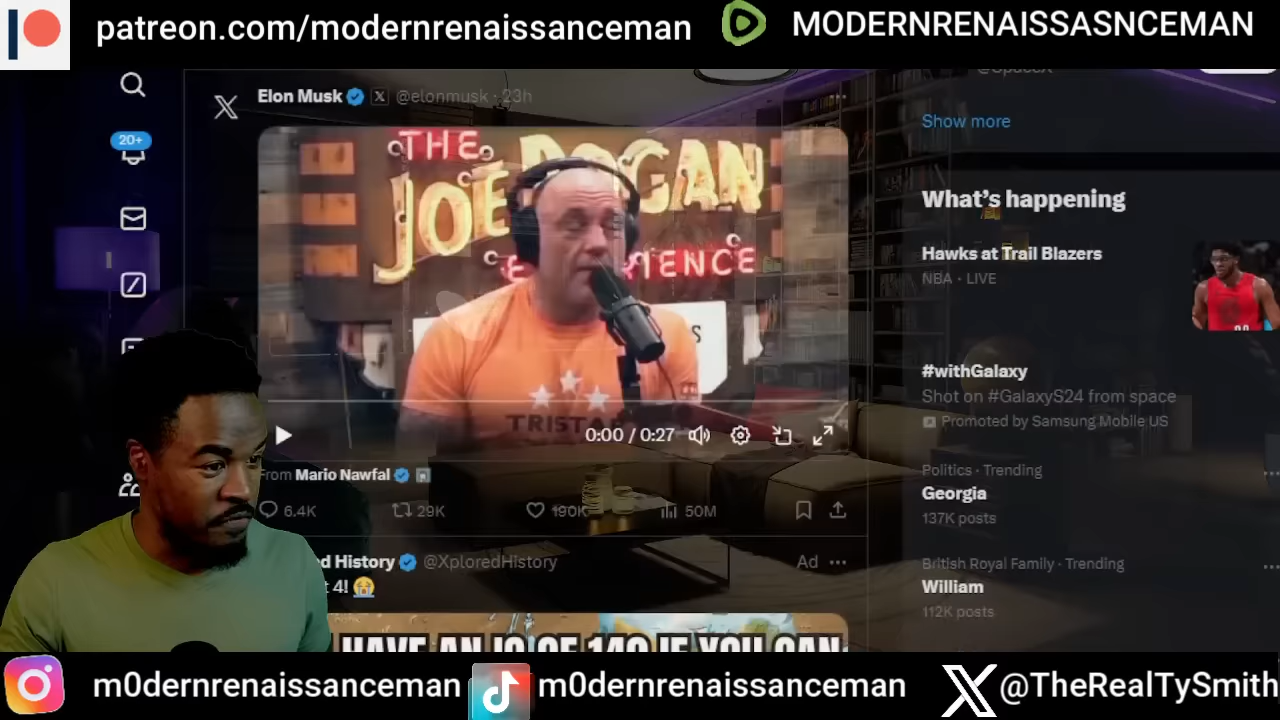 patreon.com/modernrenaissanceman
MODERNRENAISSASNCEMAN
Elon Musk @elonmusk · 23h
THE
JOE ROGAN
TRIST
0:00 / 0:27
From Mario Nawfal
6.4K 29K 190K 50M
d History @XploredHistory Ad
t 4! 😭
HAVE AN IQ OF 140 IF YOU CAN
20+
@SpaceX
Show more
What's happening
Hawks at Trail Blazers
NBA · LIVE
#withGalaxy
Shot on #GalaxyS24 from space
Promoted by Samsung Mobile US
Politics · Trending
Georgia
137K posts
British Royal Family · Trending
William
112K posts
m0dernrenaissanceman
m0dernrenaissanceman
@TheRealTySmith